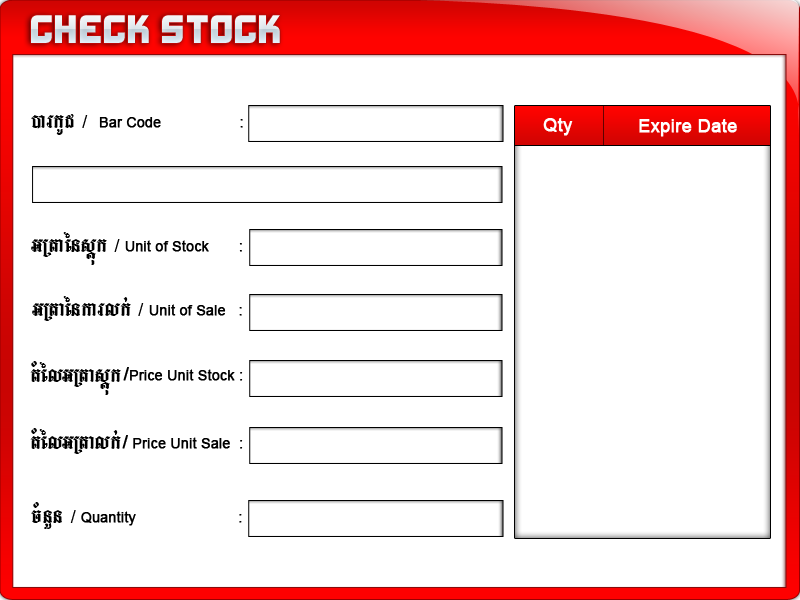 CHECK STOCK
បារកូដ / Bar Code :
Qty Expire Date
អត្រានៃស្តុក / Unit of Stock :
អត្រានៃការលក់ / Unit of Sale :
តំលៃអត្រាស្តុក/Price Unit Stock :
តំលៃអត្រាលក់/ Price Unit Sale :
ចំនួន / Quantity :